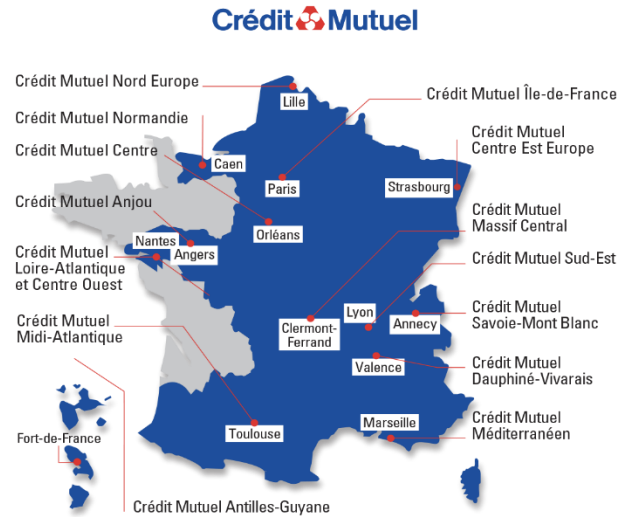 Crédit Mutuel
Crédit Mutuel Nord Europe
Lille
Crédit Mutuel Île-de-France
Crédit Mutuel Normandie
Crédit Mutuel
Centre Est Europe
Crédit Mutuel Centre
Caen
Paris
Strasbourg
Crédit Mutuel Anjou
Crédit Mutuel
Massif Central
Nantes
Angers
Orléans
Crédit Mutuel
Loire-Atlantique
et Centre Ouest
Crédit Mutuel Sud-Est
Crédit Mutuel
Midi-Atlantique
Clermont-
Ferrand
Lyon
Annecy
Crédit Mutuel
Savoie-Mont Blanc
Valence
Crédit Mutuel
Dauphiné-Vivarais
Fort-de-France
Toulouse
Marseille
Crédit Mutuel
Méditerranéen
Crédit Mutuel Antilles-Guyane